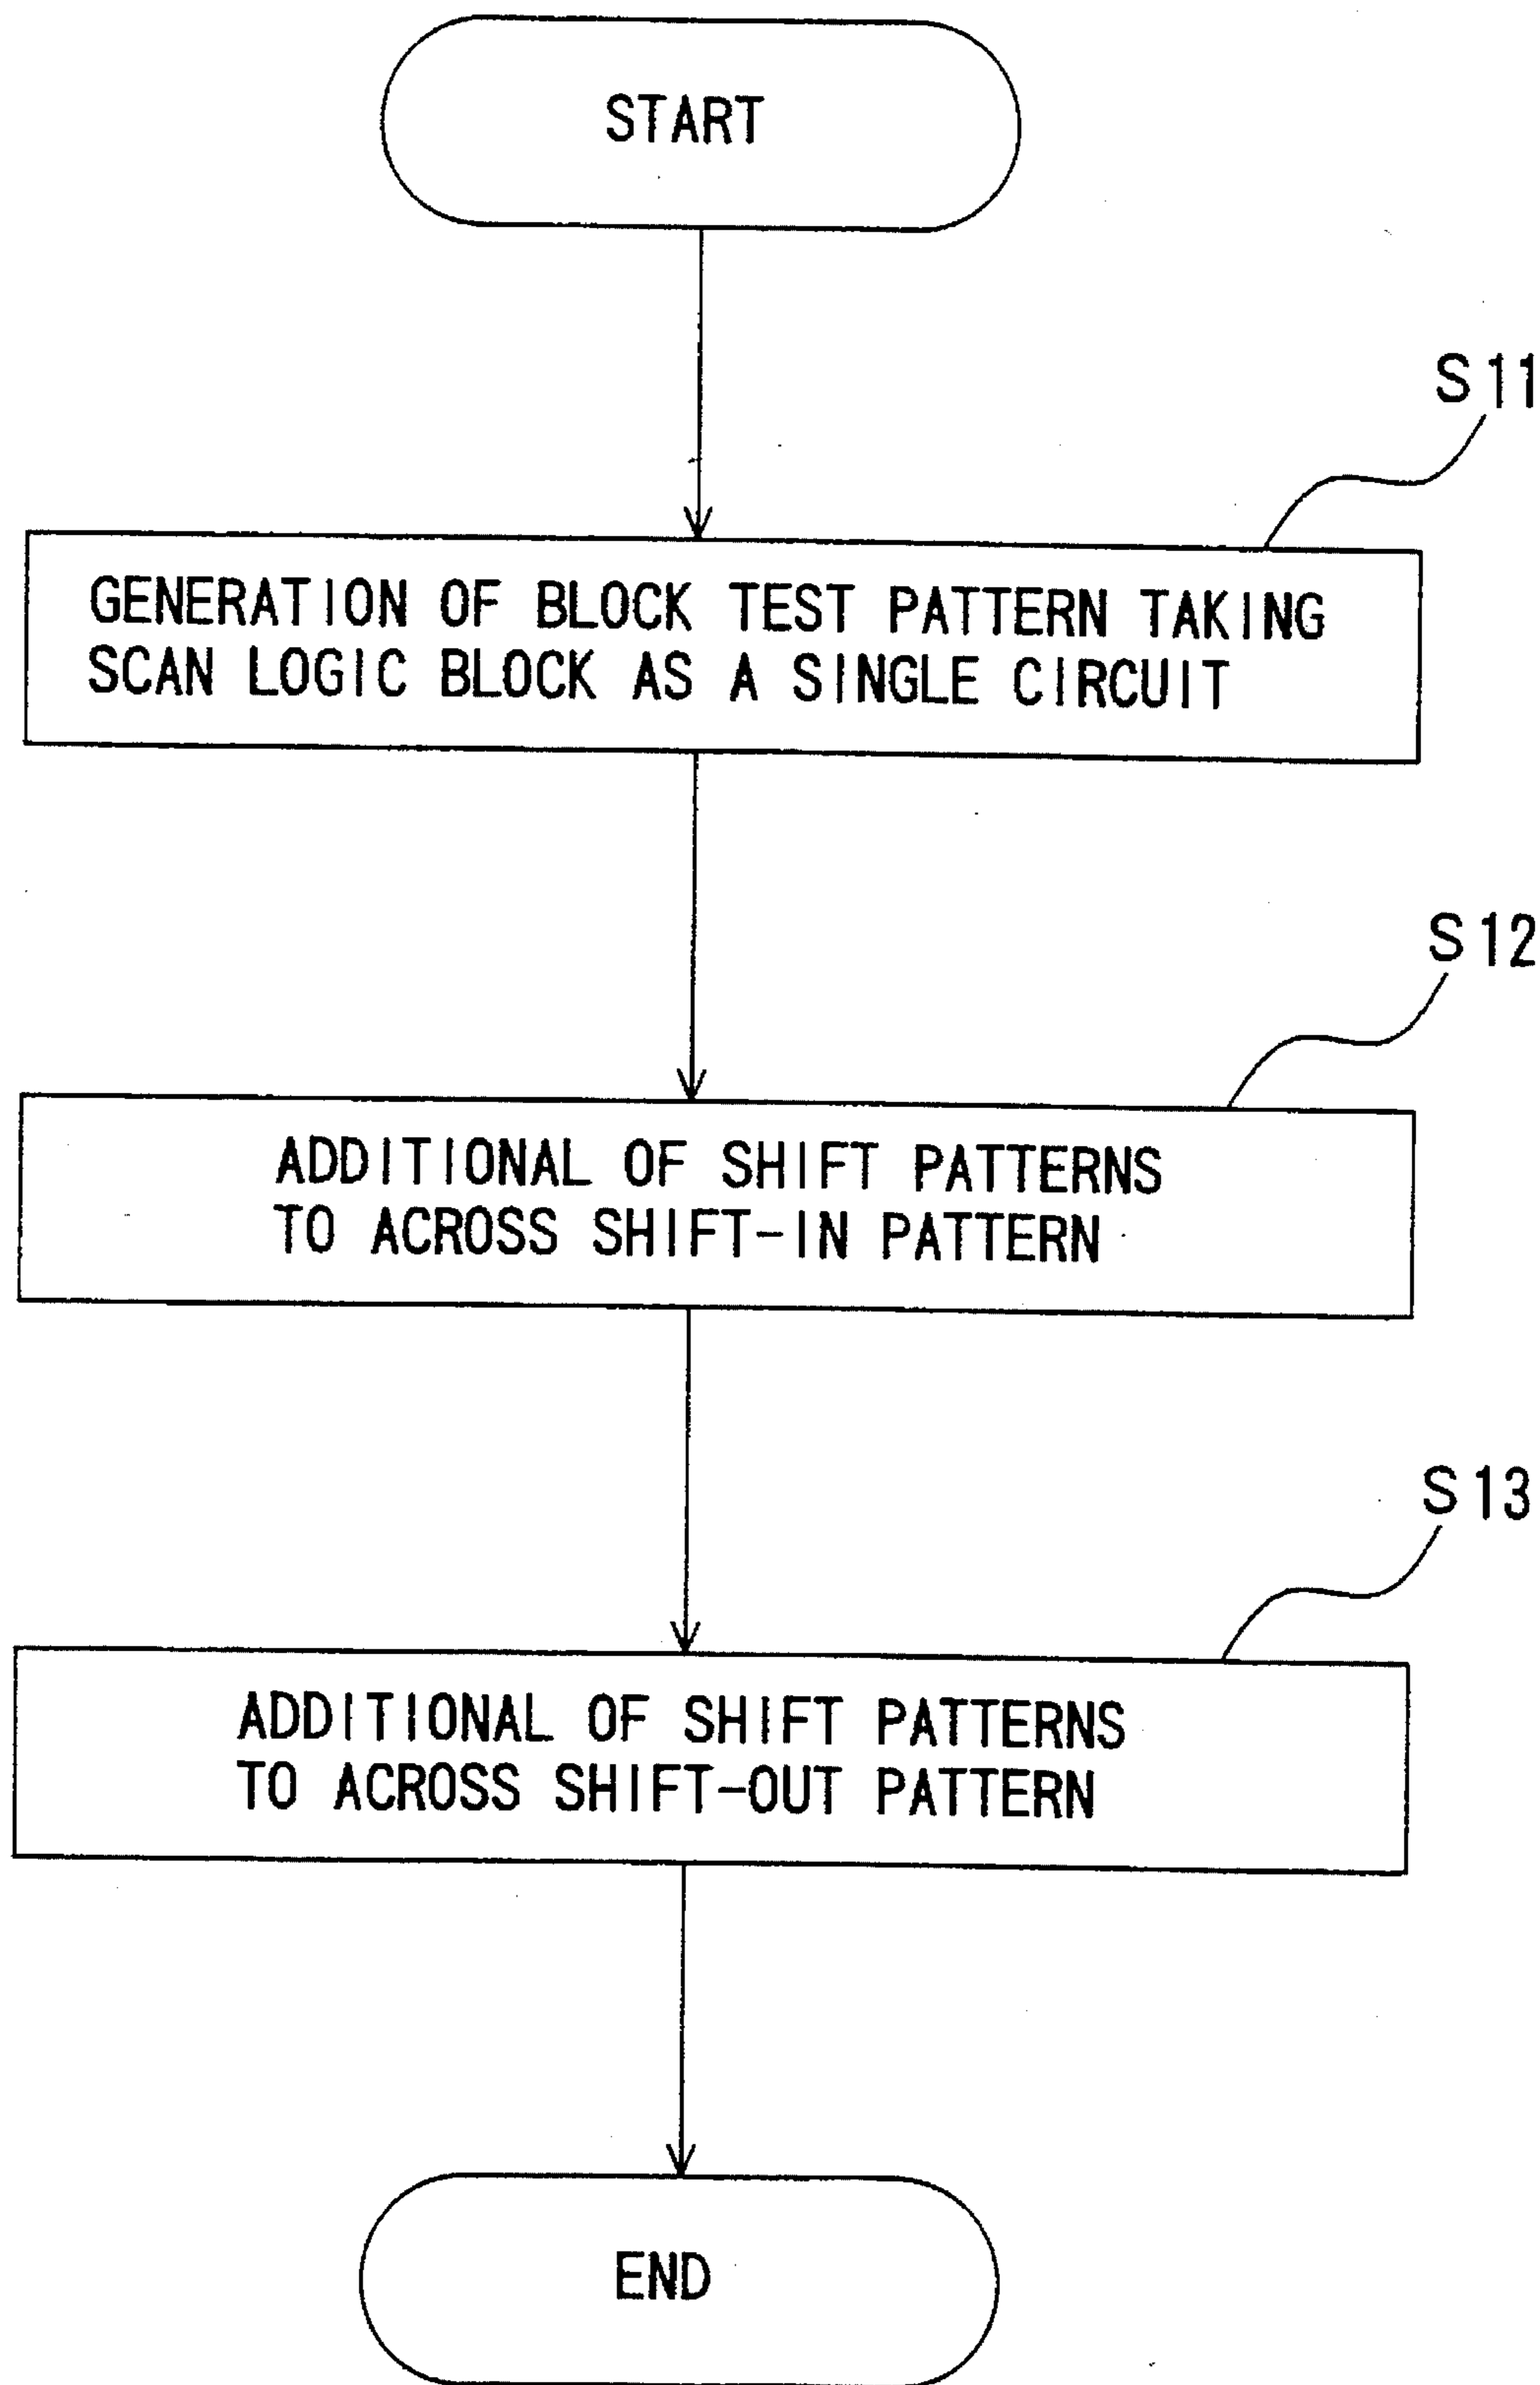 START
S11
GENERATION OF BLOCK TEST PATTERN TAKING
SCAN LOGIC BLOCK AS A SINGLE CIRCUIT
S12
ADDITIONAL OF SHIFT PATTERNS
TO ACROSS SHIFT-IN PATTERN
S13
ADDITIONAL OF SHIFT PATTERNS
TO ACROSS SHIFT-OUT PATTERN
END